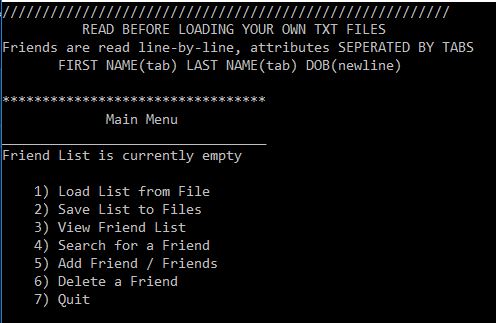 ////////////////////////////////////////////////////////
READ BEFORE LOADING YOUR OWN TXT FILES
Friends are read line-by-line, attributes SEPERATED BY TABS
FIRST NAME(tab) LAST NAME(tab) DOB(newline)
*********************************
Main Menu
_________________________________
Friend List is currently empty
1) Load List from File
2) Save List to Files
3) View Friend List
4) Search for a Friend
5) Add Friend / Friends
6) Delete a Friend
7) Quit